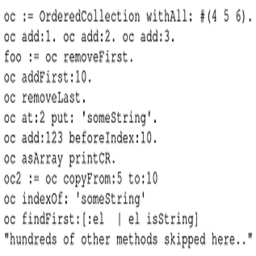 oc := OrderedCollection withAll: #(4 5 6).
oc add:1. oc add:2. oc add:3.
foo := oc removeFirst.
oc addFirst:10.
oc removeLast.
oc at:2 put: 'someString'.
oc add:123 beforeIndex:10.
oc asArray printCR.
oc2 := oc copyFrom:5 to:10
oc indexOf: 'someString'
oc findFirst:[:el | el isString]
"hundreds of other methods skipped here.."